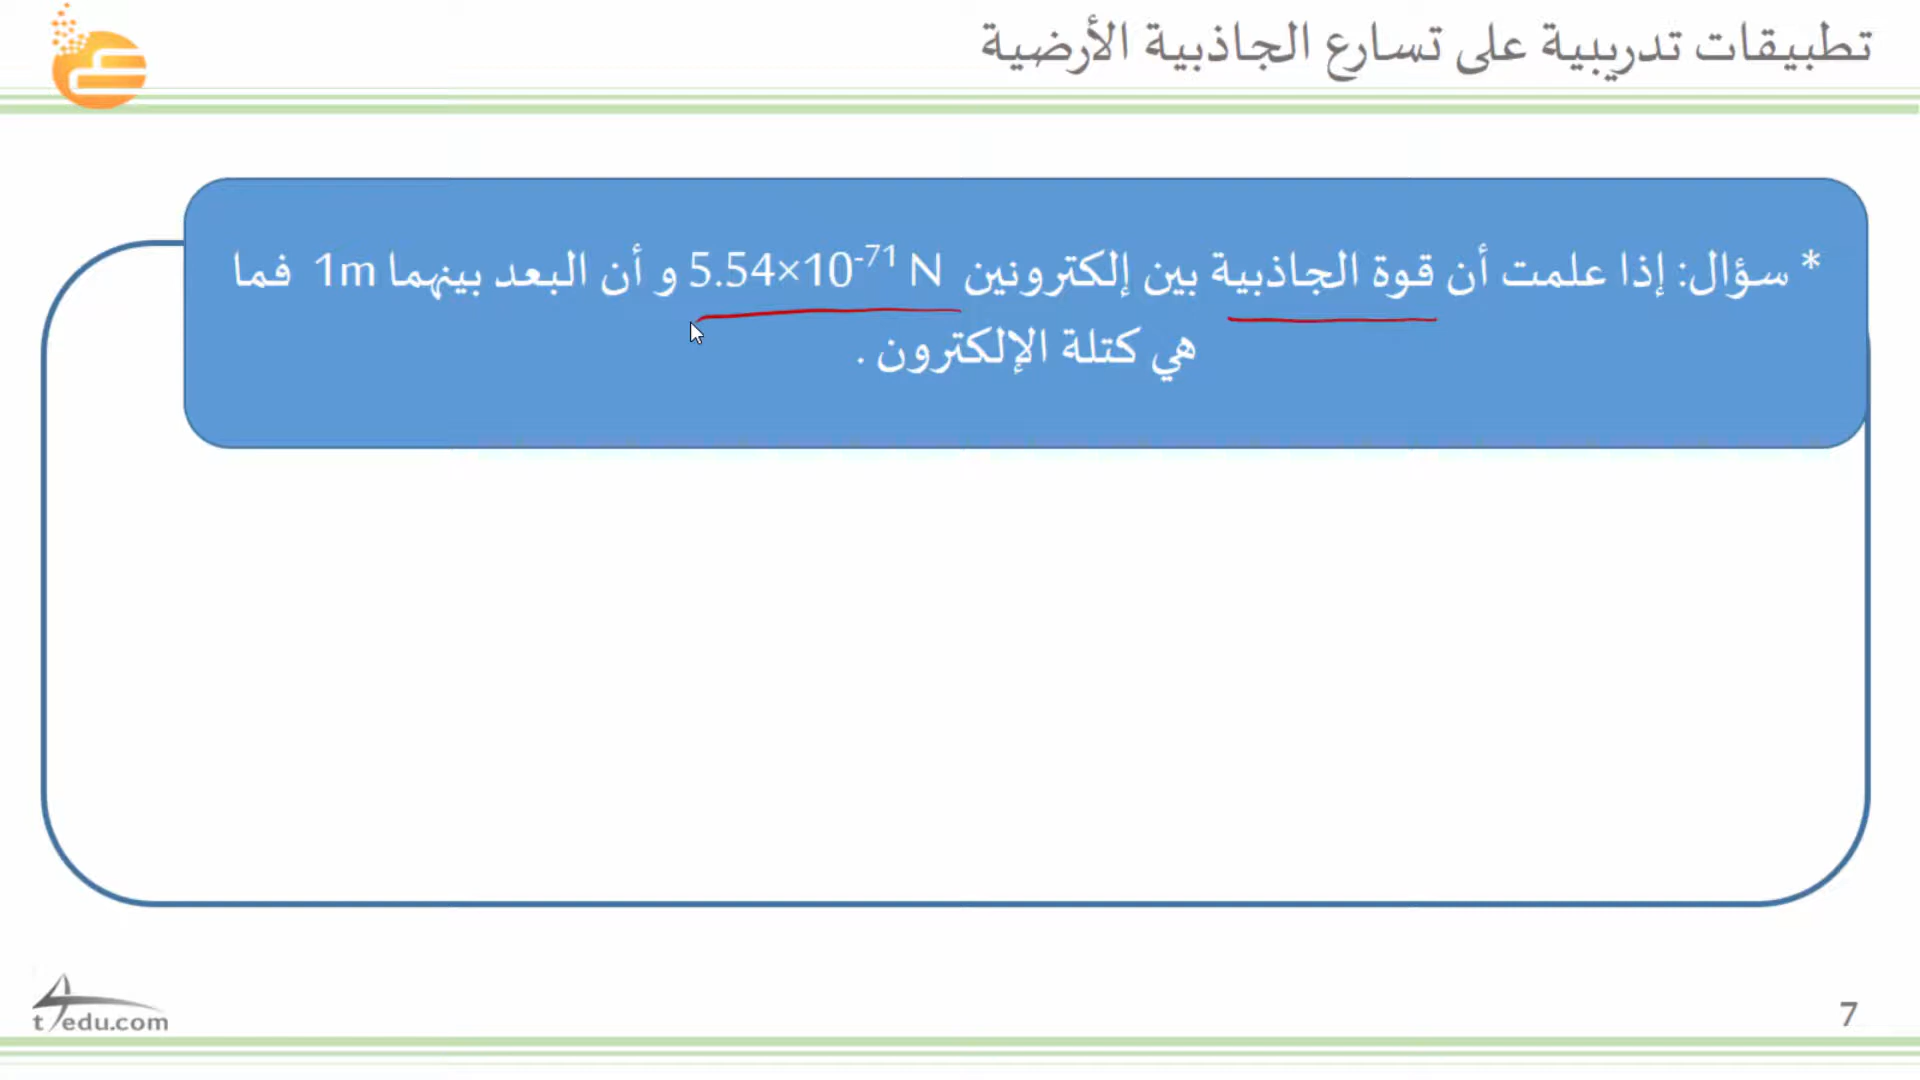 تطبيقات تدريبية على تسارع الجاذبية الأرضية
* سؤال: إذا علمت أن قوة الجاذبية بين إلكترونين 5.54×10⁻⁷¹ N و أن البعد بينهما 1m فما
هي كتلة الإلكترون .
t4edu.com
7